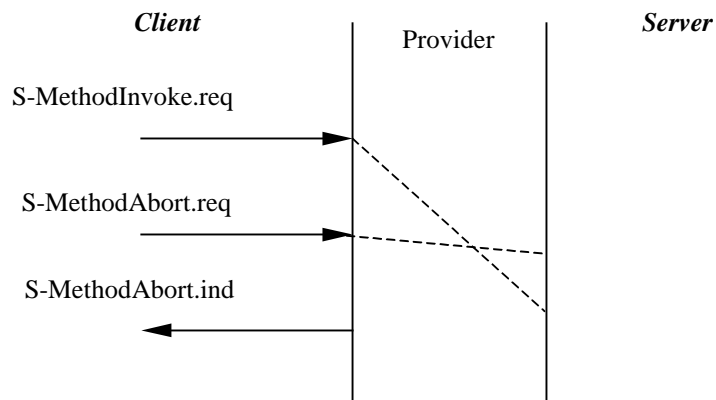 Client
Provider
Server
S-MethodInvoke.req
S-MethodAbort.req
S-MethodAbort.ind